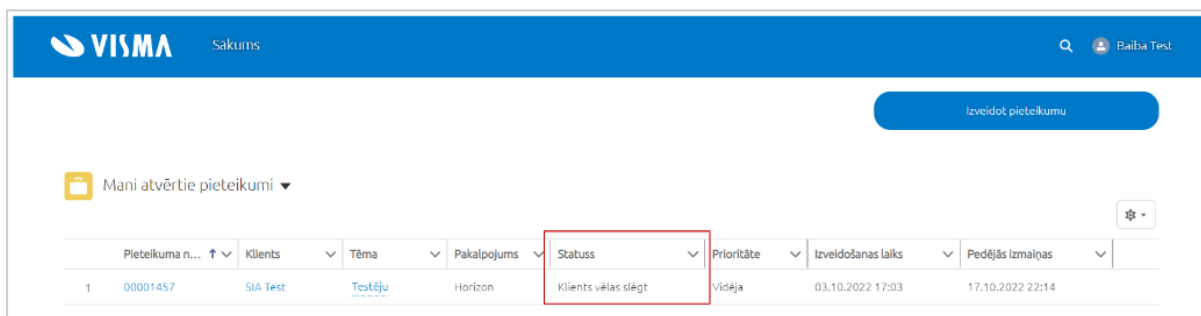 VISMA Sākums Baiba Test
Izveidot pieteikumu
Mani atvērtie pieteikumi
Pieteikuma n... Klients Tēma Pakalpojums Statuss Prioritāte Izveidošanas laiks Pēdējās izmaiņas
1 00001457 SIA Test Testēju Horizon Klients vēlas slēgt Vidēja 03.10.2022 17:03 17.10.2022 22:14